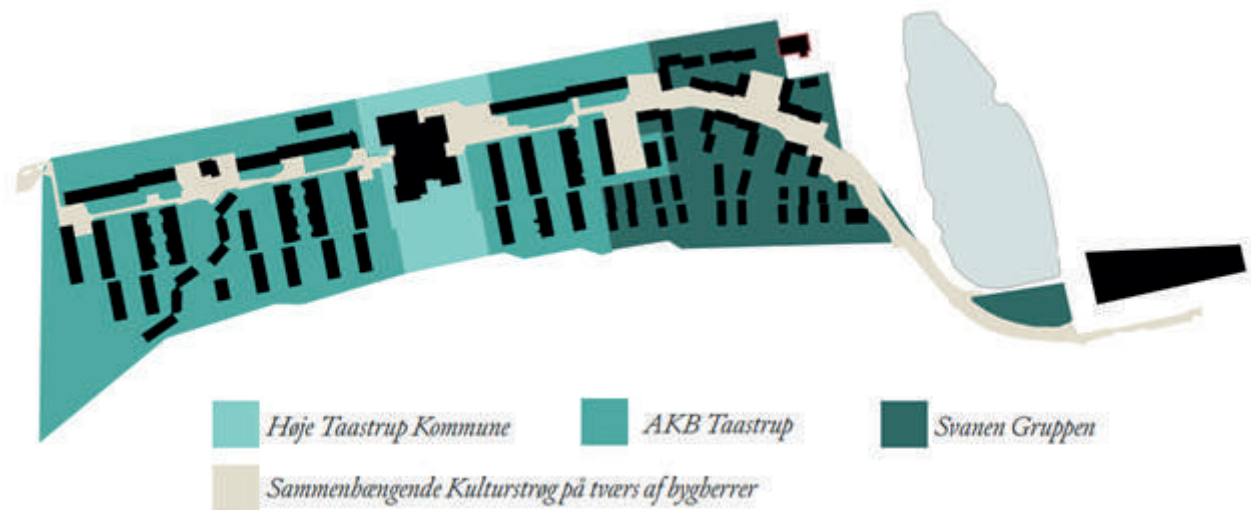 Høje Taastrup Kommune
AKB Taastrup
Svanen Gruppen
Sammenhængende Kulturstrøg på tværs af bygherrer